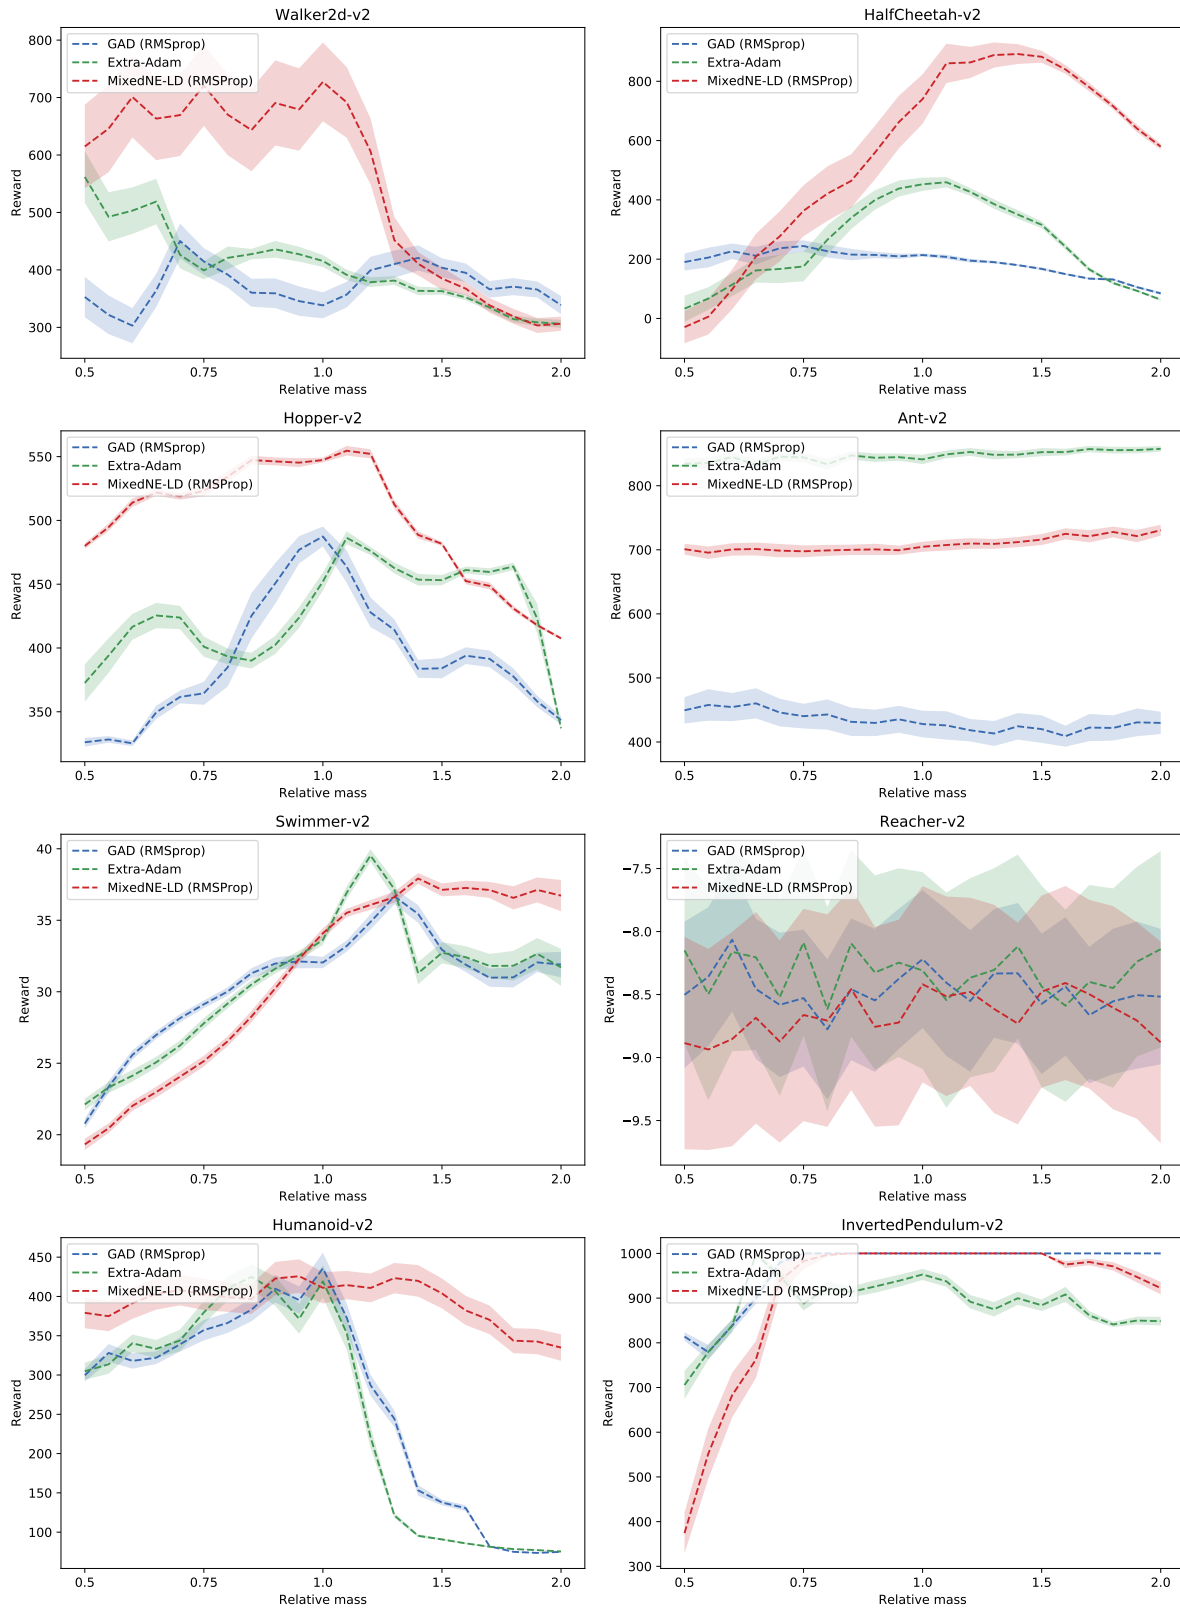 Walker2d-v2
GAD (RMSprop)
Extra-Adam
MixedNE-LD (RMSProp)
800
700
600
500
400
300
Reward
0.5 0.75 1.0 1.5 2.0
Relative mass
HalfCheetah-v2
GAD (RMSprop)
Extra-Adam
MixedNE-LD (RMSProp)
800
600
400
200
0
Reward
0.5 0.75 1.0 1.5 2.0
Relative mass
Hopper-v2
GAD (RMSprop)
Extra-Adam
MixedNE-LD (RMSProp)
550
500
450
400
350
Reward
0.5 0.75 1.0 1.5 2.0
Relative mass
Ant-v2
GAD (RMSprop)
Extra-Adam
MixedNE-LD (RMSProp)
800
700
600
500
400
Reward
0.5 0.75 1.0 1.5 2.0
Relative mass
Swimmer-v2
GAD (RMSprop)
Extra-Adam
MixedNE-LD (RMSProp)
40
35
30
25
20
Reward
0.5 0.75 1.0 1.5 2.0
Relative mass
Reacher-v2
GAD (RMSprop)
Extra-Adam
MixedNE-LD (RMSProp)
−7.5
−8.0
−8.5
−9.0
−9.5
Reward
0.5 0.75 1.0 1.5 2.0
Relative mass
Humanoid-v2
GAD (RMSprop)
Extra-Adam
MixedNE-LD (RMSProp)
450
400
350
300
250
200
150
100
Reward
0.5 0.75 1.0 1.5 2.0
Relative mass
InvertedPendulum-v2
GAD (RMSprop)
Extra-Adam
MixedNE-LD (RMSProp)
1000
900
800
700
600
500
400
300
Reward
0.5 0.75 1.0 1.5 2.0
Relative mass